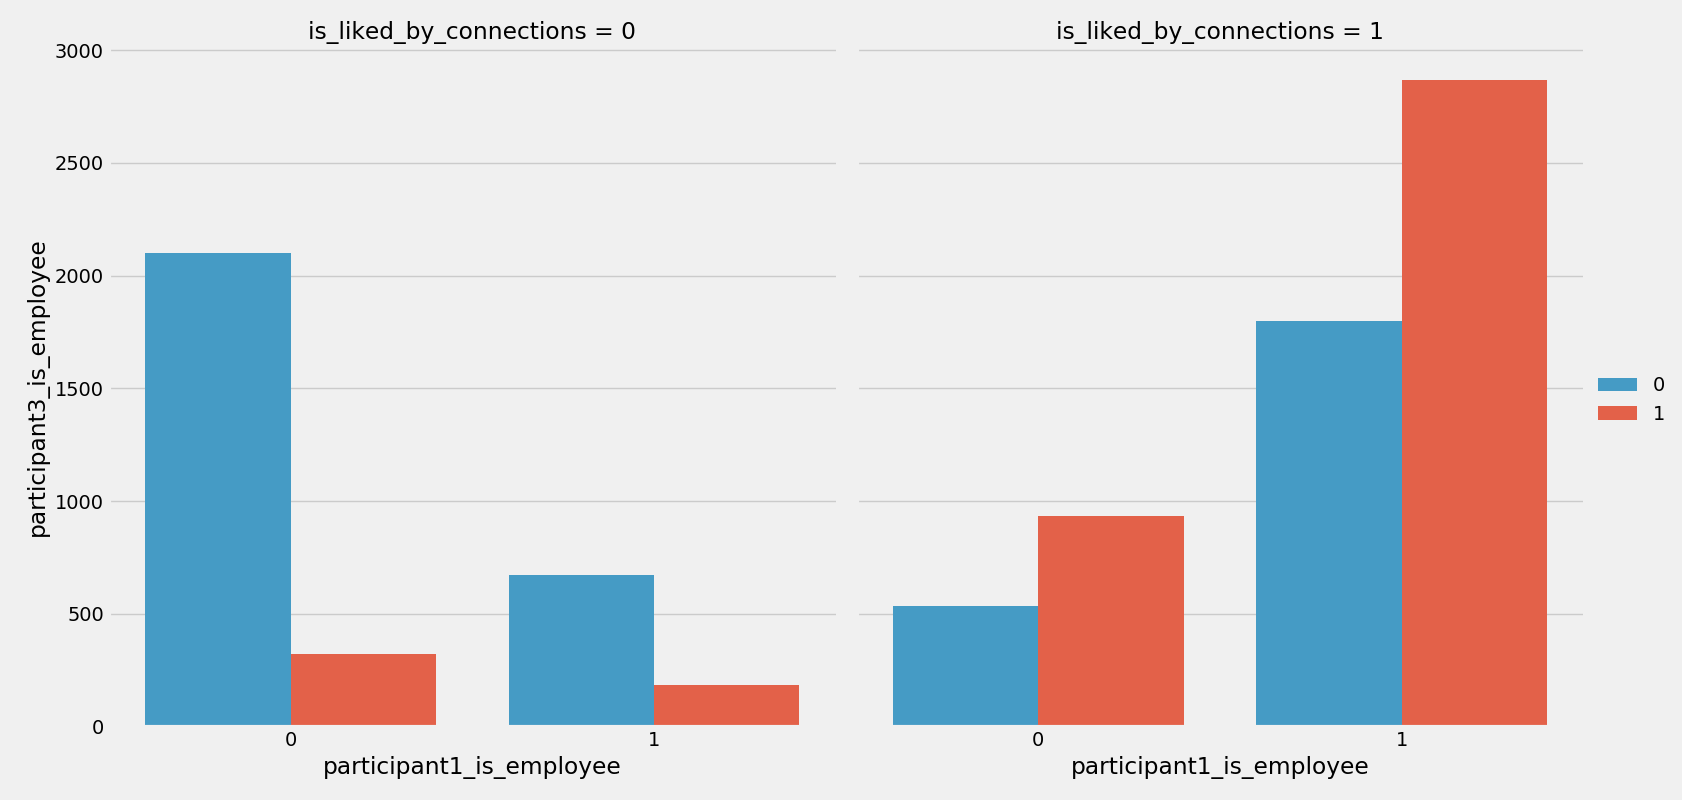 is_liked_by_connections = 0
is_liked_by_connections = 1
participant3_is_employee
3000
2500
2000
1500
1000
500
0
0
1
0
1
participant1_is_employee
participant1_is_employee
0
1